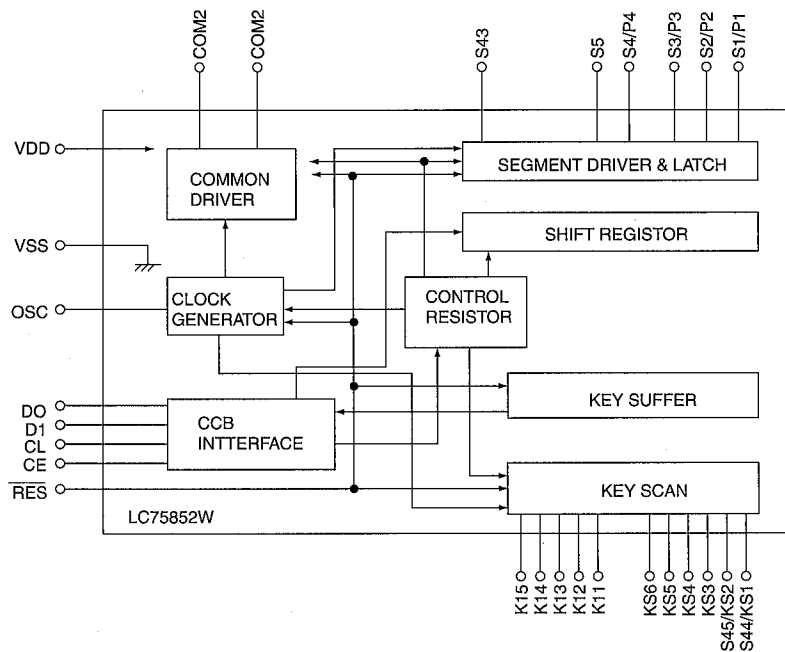 COM2
COM2
S43
S5
S4/P4
S3/P3
S2/P2
S1/P1
VDD
COMMON
DRIVER
SEGMENT DRIVER & LATCH
VSS
SHIFT REGISTOR
OSC
CLOCK
GENERATOR
CONTROL
RESISTOR
DO
D1
CL
CE
RES
CCB
INTTERFACE
KEY SUFFER
KEY SCAN
LC75852W
K15
K14
K13
K12
K11
KS6
KS5
KS4
KS3
S45/KS2
S44/KS1